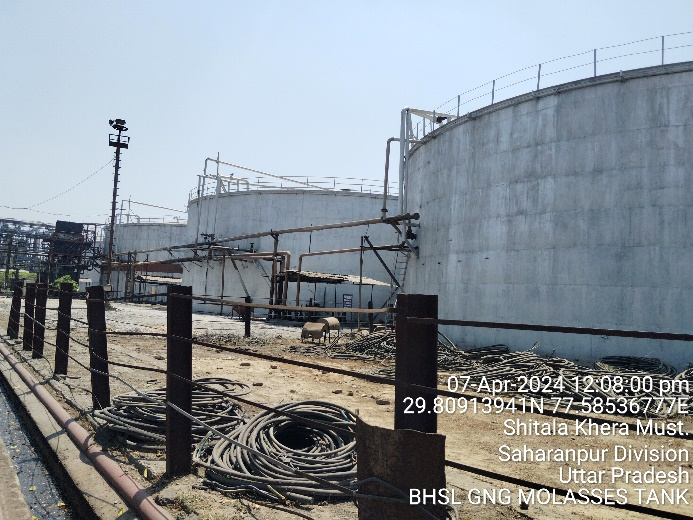 07-Apr-2024 12:08:00 pm
29.80913941N 77.58536777E
Shitala Khera Must.
Saharanpur Division
Uttar Pradesh
BHSL GNG MOLASSES TANK